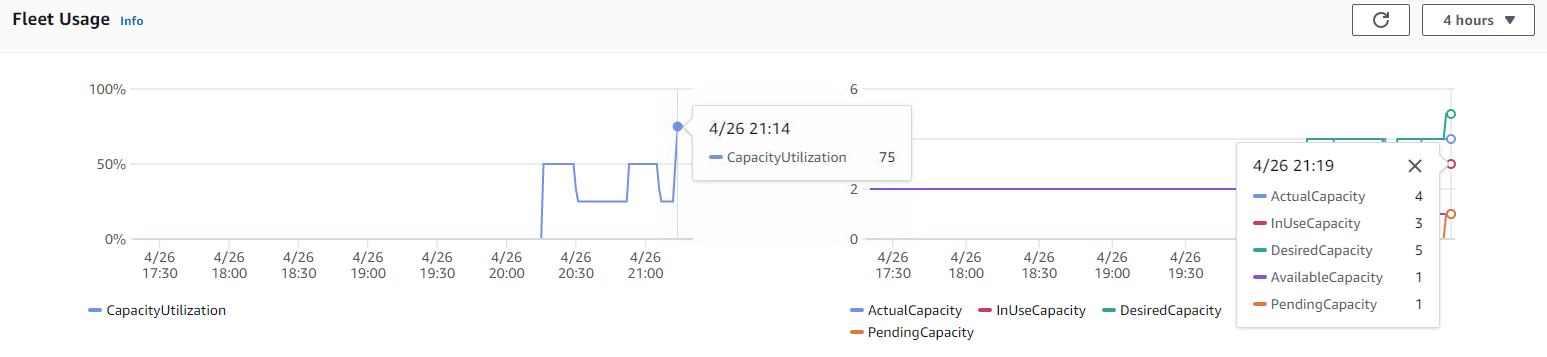 Fleet Usage Info
4 hours
100%
50%
0%
4/26 17:30
4/26 18:00
4/26 18:30
4/26 19:00
4/26 19:30
4/26 20:00
4/26 20:30
4/26 21:00
CapacityUtilization
4/26 21:14
CapacityUtilization 75
6
2
0
4/26 17:30
4/26 18:00
4/26 18:30
4/26 19:00
4/26 19:30
4/26 21:19
ActualCapacity 4
InUseCapacity 3
DesiredCapacity 5
AvailableCapacity 1
PendingCapacity 1
ActualCapacity InUseCapacity DesiredCapacity
PendingCapacity